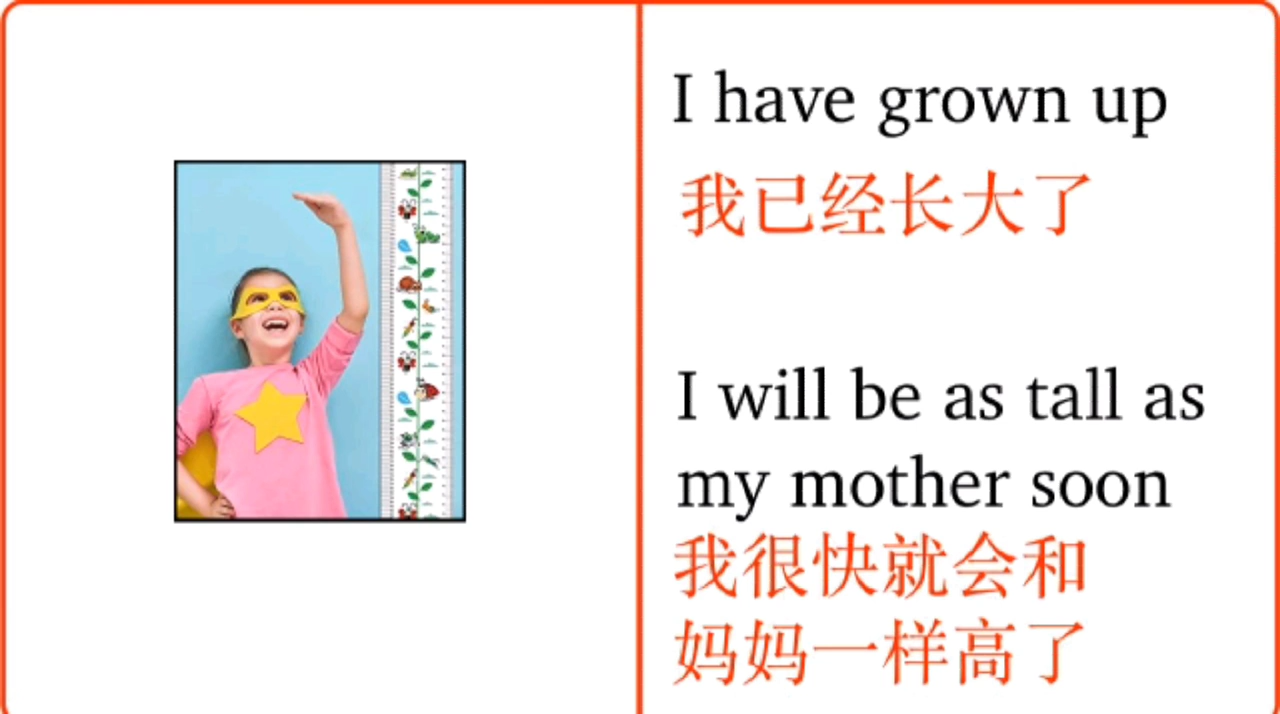 I have grown up
我已经长大了
I will be as tall as
my mother soon
我很快就会和
妈妈一样高了